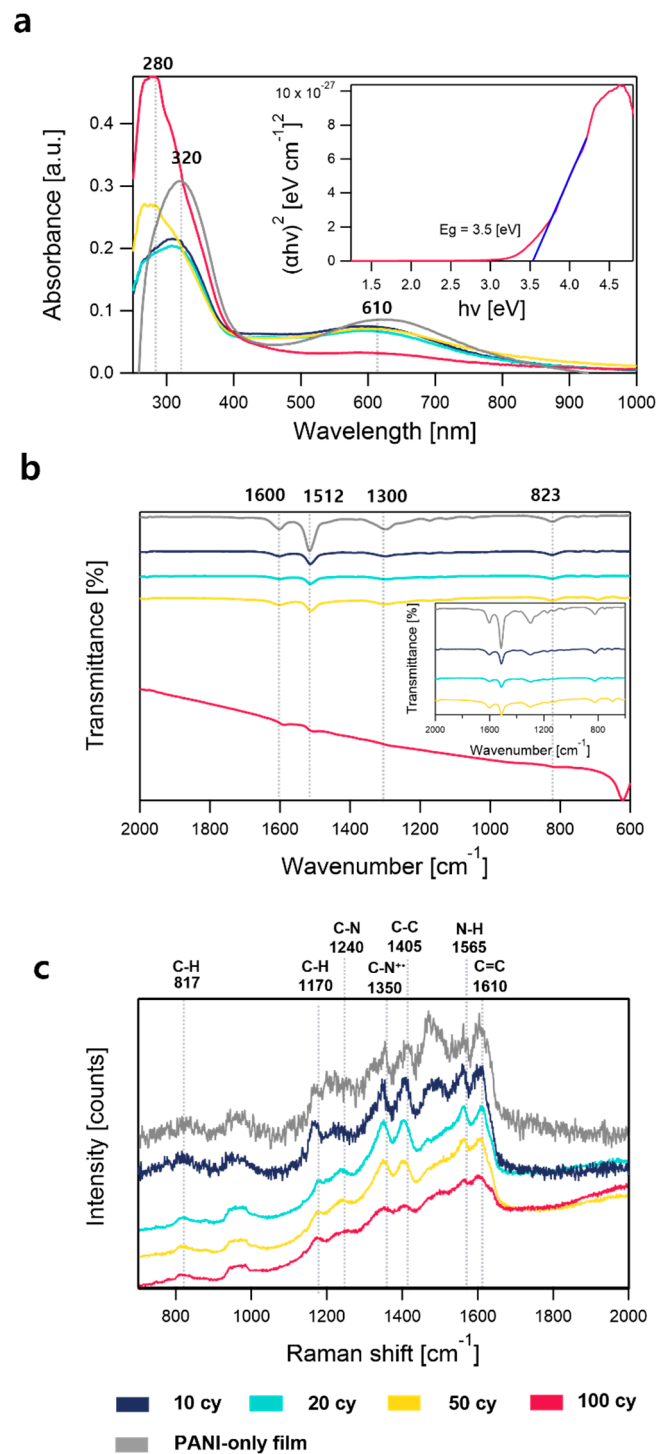 a
280
320
610
0.4
0.3
0.2
0.1
0.0
Absorbance [a.u.]
300 400 500 600 700 800 900 1000
Wavelength [nm]
10 x 10⁻²⁷
8
6
4
2
0
(αhν)² [eV cm⁻¹]²
Eg = 3.5 [eV]
1.5 2.0 2.5 3.0 3.5 4.0 4.5
hν [eV]
b
1600 1512 1300 823
Transmittance [%]
2000 1800 1600 1400 1200 1000 800 600
Wavenumber [cm⁻¹]
Transmittance [%]
2000 1600 1200 800
Wavenumber [cm⁻¹]
c
C-N C-C N-H
1240 1405 1565
C-H C-H C-N⁺• C=C
817 1170 1350 1610
Intensity [counts]
800 1000 1200 1400 1600 1800 2000
Raman shift [cm⁻¹]
10 cy 20 cy 50 cy 100 cy
PANI-only film